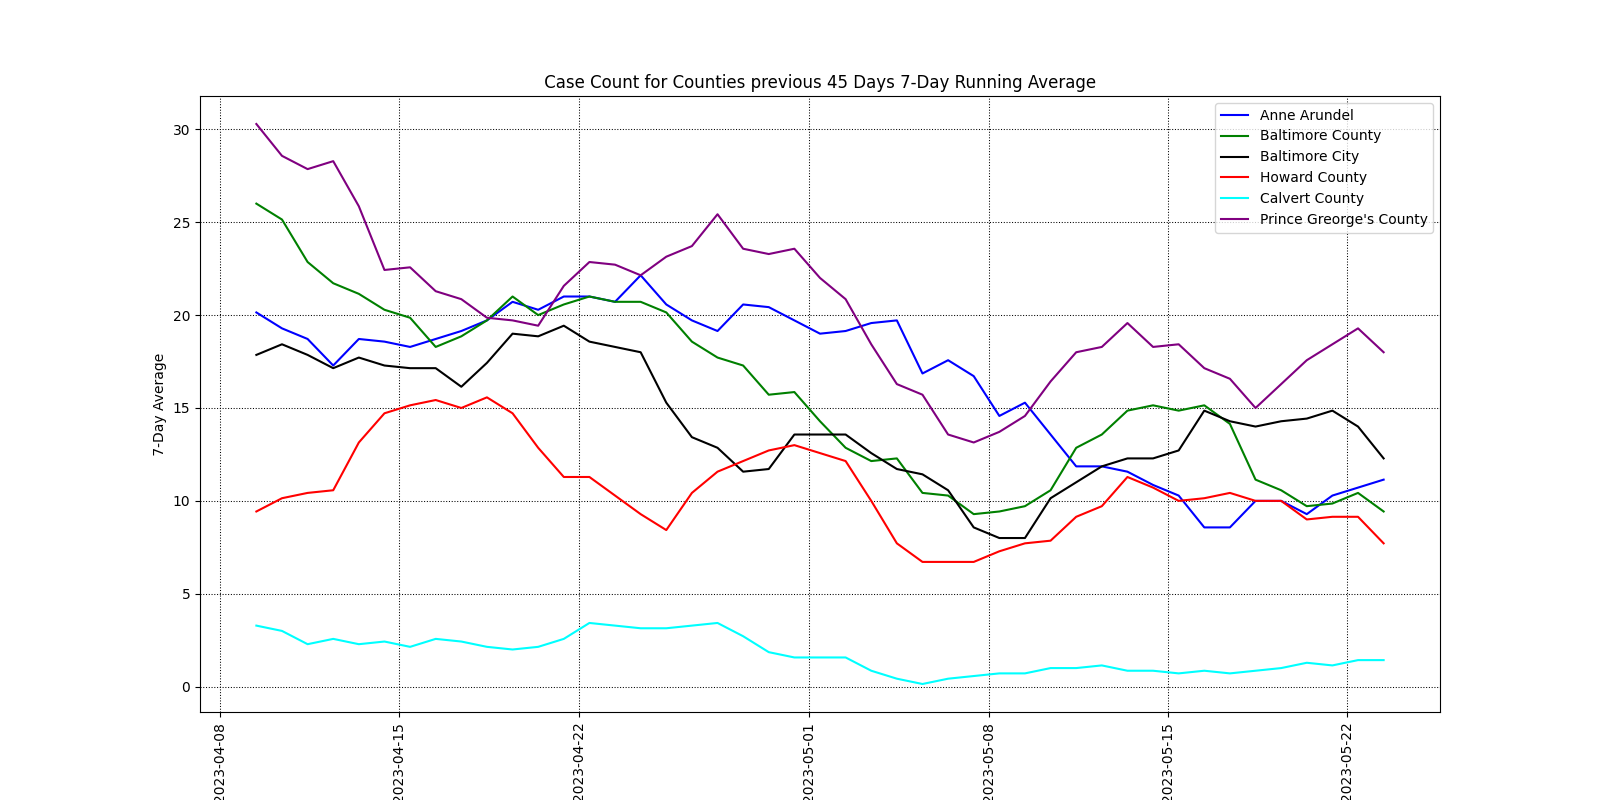 Case Count for Counties previous 45 Days 7-Day Running Average
Anne Arundel
Baltimore County
Baltimore City
Howard County
Calvert County
Prince Greorge's County
7-Day Average
30
25
20
15
10
5
0
2023-04-08
2023-04-15
2023-04-22
2023-05-01
2023-05-08
2023-05-15
2023-05-22